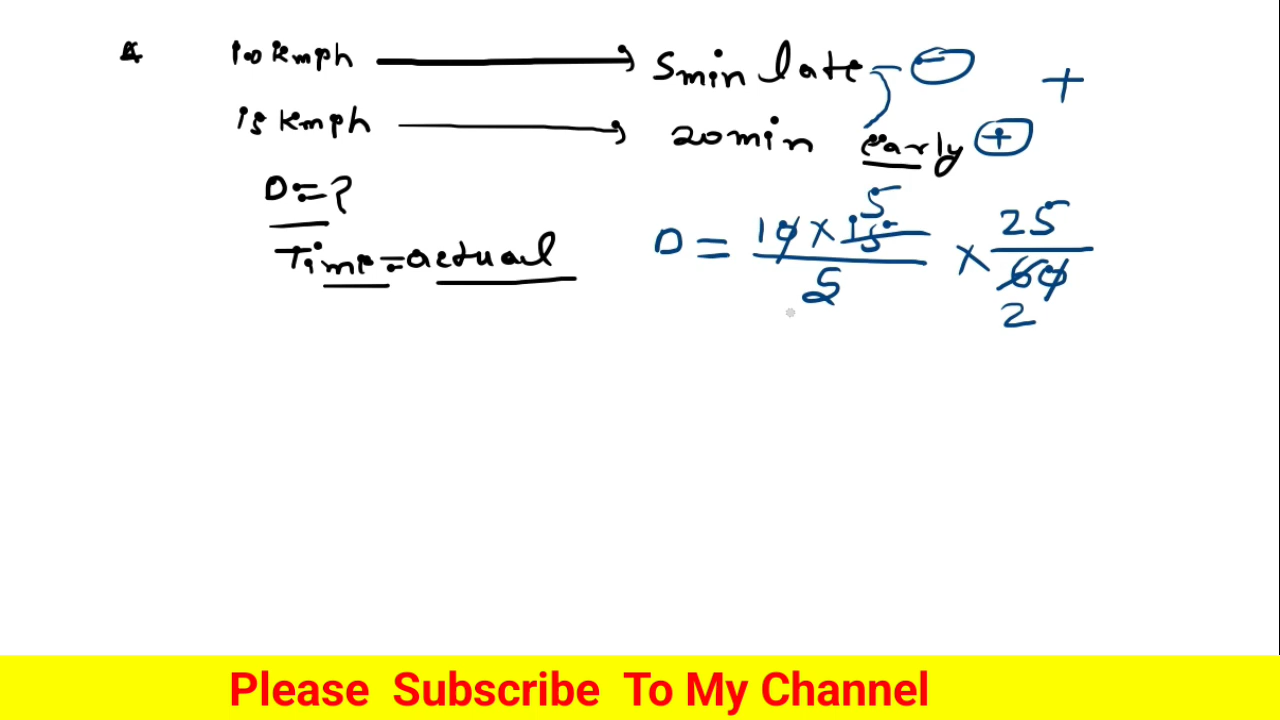 10 kmph → 5min late − +
15 kmph → 20min early +
D = ?
Time = actual
5
D = 10 × 15 / 5 × 25 / 60
2
Please Subscribe To My Channel